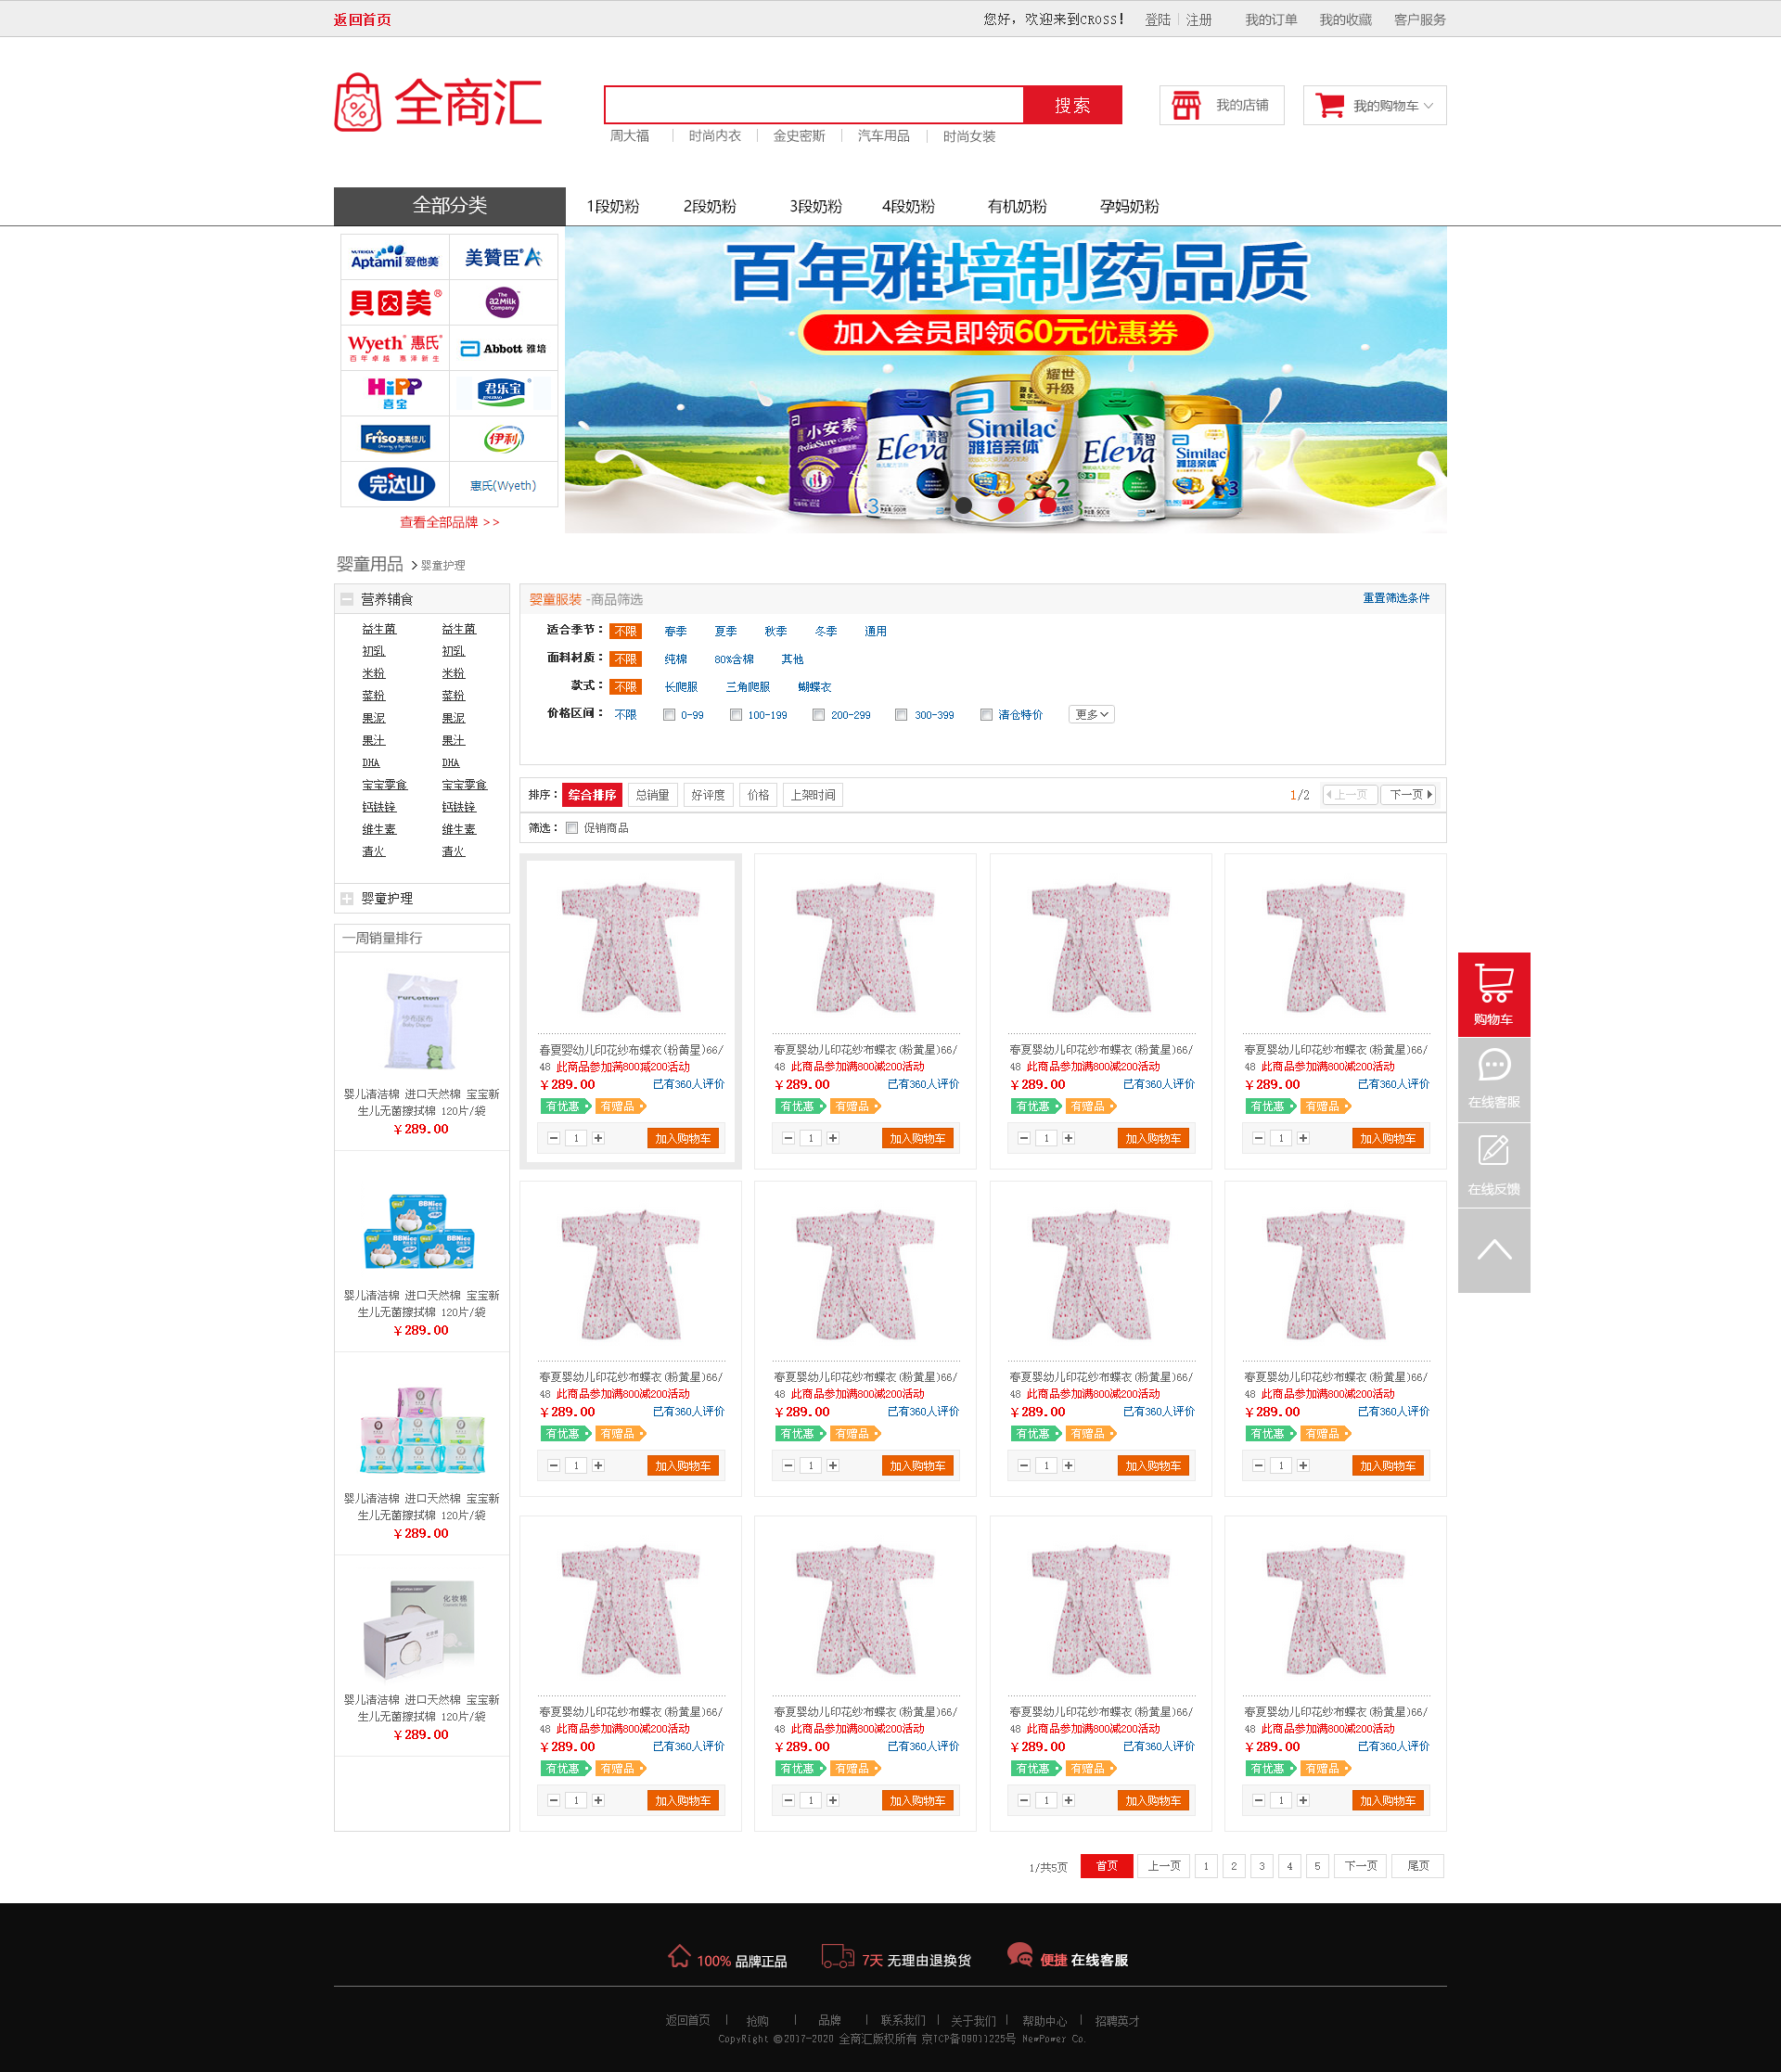 返回首页 您好，欢迎来到CROSS! 登陆 | 注册 我的订单 我的收藏 客户服务
全商汇 搜索 我的店铺 我的购物车
周大福 | 时尚内衣 | 金史密斯 | 汽车用品 | 时尚女装
全部分类 1段奶粉 2段奶粉 3段奶粉 4段奶粉 有机奶粉 孕妈奶粉
NUTRICIA Aptamil 爱他美 美赞臣
贝因美 The a2 Milk Company
Wyeth 惠氏 百年卓越 惠泽新生 Abbott 雅培
HiPP 喜宝 君乐宝 JUNLEBAO
Friso 美素佳儿 伊利
完达山 惠氏(Wyeth)
查看全部品牌 >>
百年雅培制药品质
加入会员即领60元优惠券
耀世升级
小安素 PediaSure Complete
Eleva 菁智 3
Similac 雅培亲体 2
Eleva 菁智
Similac 雅培亲体 3
婴童用品 > 婴童护理
营养辅食
益生菌 益生菌
初乳 初乳
米粉 米粉
菜粉 菜粉
果泥 果泥
果汁 果汁
DHA DHA
宝宝零食 宝宝零食
钙铁锌 钙铁锌
维生素 维生素
清火 清火
婴童护理
一周销量排行
PurCotton
纱布尿布
Baby Diaper
婴儿清洁棉 进口天然棉 宝宝新
生儿无菌擦拭棉 120片/袋
￥289.00
BBNice
BBNice BBNice
婴儿清洁棉 进口天然棉 宝宝新
生儿无菌擦拭棉 120片/袋
￥289.00
婴儿清洁棉 进口天然棉 宝宝新
生儿无菌擦拭棉 120片/袋
￥289.00
化妆棉
婴儿清洁棉 进口天然棉 宝宝新
生儿无菌擦拭棉 120片/袋
￥289.00
婴童服装 -商品筛选 重置筛选条件
适合季节： 不限 春季 夏季 秋季 冬季 通用
面料材质： 不限 纯棉 80%含棉 其他
款式： 不限 长爬服 三角爬服 蝴蝶衣
价格区间： 不限 0-99 100-199 200-299 300-399 清仓特价 更多
排序： 综合排序 总销量 好评度 价格 上架时间 1/2 上一页 下一页
筛选： 促销商品
春夏婴幼儿印花纱布蝶衣(粉黄星)66/ 春夏婴幼儿印花纱布蝶衣(粉黄星)66/ 春夏婴幼儿印花纱布蝶衣(粉黄星)66/ 春夏婴幼儿印花纱布蝶衣(粉黄星)66/
48 此商品参加满800减200活动 48 此商品参加满800减200活动 48 此商品参加满800减200活动 48 此商品参加满800减200活动
￥289.00 已有360人评价 ￥289.00 已有360人评价 ￥289.00 已有360人评价 ￥289.00 已有360人评价
有优惠 有赠品 有优惠 有赠品 有优惠 有赠品 有优惠 有赠品
1 加入购物车 1 加入购物车 1 加入购物车 1 加入购物车
春夏婴幼儿印花纱布蝶衣(粉黄星)66/ 春夏婴幼儿印花纱布蝶衣(粉黄星)66/ 春夏婴幼儿印花纱布蝶衣(粉黄星)66/ 春夏婴幼儿印花纱布蝶衣(粉黄星)66/
48 此商品参加满800减200活动 48 此商品参加满800减200活动 48 此商品参加满800减200活动 48 此商品参加满800减200活动
￥289.00 已有360人评价 ￥289.00 已有360人评价 ￥289.00 已有360人评价 ￥289.00 已有360人评价
有优惠 有赠品 有优惠 有赠品 有优惠 有赠品 有优惠 有赠品
1 加入购物车 1 加入购物车 1 加入购物车 1 加入购物车
春夏婴幼儿印花纱布蝶衣(粉黄星)66/ 春夏婴幼儿印花纱布蝶衣(粉黄星)66/ 春夏婴幼儿印花纱布蝶衣(粉黄星)66/ 春夏婴幼儿印花纱布蝶衣(粉黄星)66/
48 此商品参加满800减200活动 48 此商品参加满800减200活动 48 此商品参加满800减200活动 48 此商品参加满800减200活动
￥289.00 已有360人评价 ￥289.00 已有360人评价 ￥289.00 已有360人评价 ￥289.00 已有360人评价
有优惠 有赠品 有优惠 有赠品 有优惠 有赠品 有优惠 有赠品
1 加入购物车 1 加入购物车 1 加入购物车 1 加入购物车
购物车
在线客服
在线反馈
1/共5页 首页 上一页 1 2 3 4 5 下一页 尾页
100% 品牌正品 7天 无理由退换货 便捷 在线客服
返回首页 | 抢购 | 品牌 | 联系我们 | 关于我们 | 帮助中心 | 招聘英才
CopyRight ©2017-2020 全商汇版权所有 京ICP备09011225号 NewPower Co.